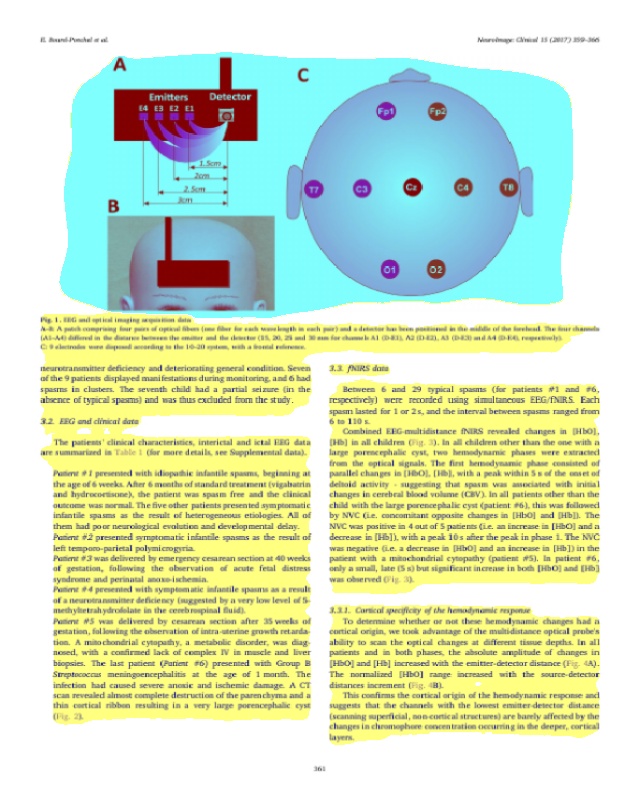 E. Bourel-Ponchel et al.
NeuroImage: Clinical 15 (2017) 359–366
A
Emitters
Detector
E4 E3 E2 E1
1.5cm
2cm
2.5cm
3cm
B
C
Fp1
Fp2
T7
C3
Cz
C4
T8
O1
O2
Fig. 1. EEG and optical imaging acquisition data.
A-B: A patch comprising four pairs of optical fibers (one fiber for each wavelength in each pair) and a detector has been positioned in the middle of the forehead. The four channels
(A1-A4) differed in the distance between the emitter and the detector (15, 20, 25 and 30 mm for channels A1 (D-E1), A2 (D-E2), A3 (D-E3) and A4 (D-E4), respectively).
C: 9 electrodes were disposed according to the 10–20 system, with a frontal reference.
neurotransmitter deficiency and deteriorating general condition. Seven
of the 9 patients displayed manifestations during monitoring, and 6 had
spasms in clusters. The seventh child had a partial seizure (in the
absence of typical spasms) and was thus excluded from the study.
3.2. EEG and clinical data
The patients' clinical characteristics, interictal and ictal EEG data
are summarized in Table 1 (for more details, see Supplemental data).
Patient #1 presented with idiopathic infantile spasms, beginning at
the age of 6 weeks. After 6 months of standard treatment (vigabatrin
and hydrocortisone), the patient was spasm free and the clinical
outcome was normal. The five other patients presented symptomatic
infantile spasms as the result of heterogeneous etiologies. All of
them had poor neurological evolution and developmental delay.
Patient #2 presented symptomatic infantile spasms as the result of
left temporo-parietal polymicrogyria.
Patient #3 was delivered by emergency cesarean section at 40 weeks
of gestation, following the observation of acute fetal distress
syndrome and perinatal anoxo-ischemia.
Patient #4 presented with symptomatic infantile spasms as a result
of a neurotransmitter deficiency (suggested by a very low level of 5-
methyltetrahydrofolate in the cerebrospinal fluid).
Patient #5 was delivered by cesarean section after 35 weeks of
gestation, following the observation of intra-uterine growth retarda-
tion. A mitochondrial cytopathy, a metabolic disorder, was diag-
nosed, with a confirmed lack of complex IV in muscle and liver
biopsies. The last patient (Patient #6) presented with Group B
Streptococcus meningoencephalitis at the age of 1 month. The
infection had caused severe anoxic and ischemic damage. A CT
scan revealed almost complete destruction of the parenchyma and a
thin cortical ribbon resulting in a very large porencephalic cyst
(Fig. 2).
3.3. fNIRS data
Between 6 and 29 typical spasms (for patients #1 and #6,
respectively) were recorded using simultaneous EEG/fNIRS. Each
spasm lasted for 1 or 2 s, and the interval between spasms ranged from
6 to 110 s.
Combined EEG-multidistance fNIRS revealed changes in [HbO],
[Hb] in all children (Fig. 3). In all children other than the one with a
large porencephalic cyst, two hemodynamic phases were extracted
from the optical signals. The first hemodynamic phase consisted of
parallel changes in [HbO], [Hb], with a peak within 5 s of the onset of
deltoid activity - suggesting that spasm was associated with initial
changes in cerebral blood volume (CBV). In all patients other than the
child with the large porencephalic cyst (patient #6), this was followed
by NVC (i.e. concomitant opposite changes in [HbO] and [Hb]). The
NVC was positive in 4 out of 5 patients (i.e. an increase in [HbO] and a
decrease in [Hb]), with a peak 10 s after the peak in phase 1. The NVC
was negative (i.e. a decrease in [HbO] and an increase in [Hb]) in the
patient with a mitochondrial cytopathy (patient #5). In patient #6,
only a small, late (5 s) but significant increase in both [HbO] and [Hb]
was observed (Fig. 3).
3.3.1. Cortical specificity of the hemodynamic response
To determine whether or not these hemodynamic changes had a
cortical origin, we took advantage of the multidistance optical probe's
ability to scan the cortical signals at different tissue depths. In all
patients and in both phases, the absolute amplitude of changes in
[HbO] and [Hb] increased with the emitter-detector distance (Fig. 4A).
The normalized [HbO] range increased with the source-detector
distances increment (Fig. 4B).
This confirms the cortical origin of the hemodynamic response and
suggests that the channels with the lowest emitter-detector distance
(scanning superficial, non-cortical structures) are barely affected by the
changes in chromophore concentration occurring in the deeper, cortical
layers.
361